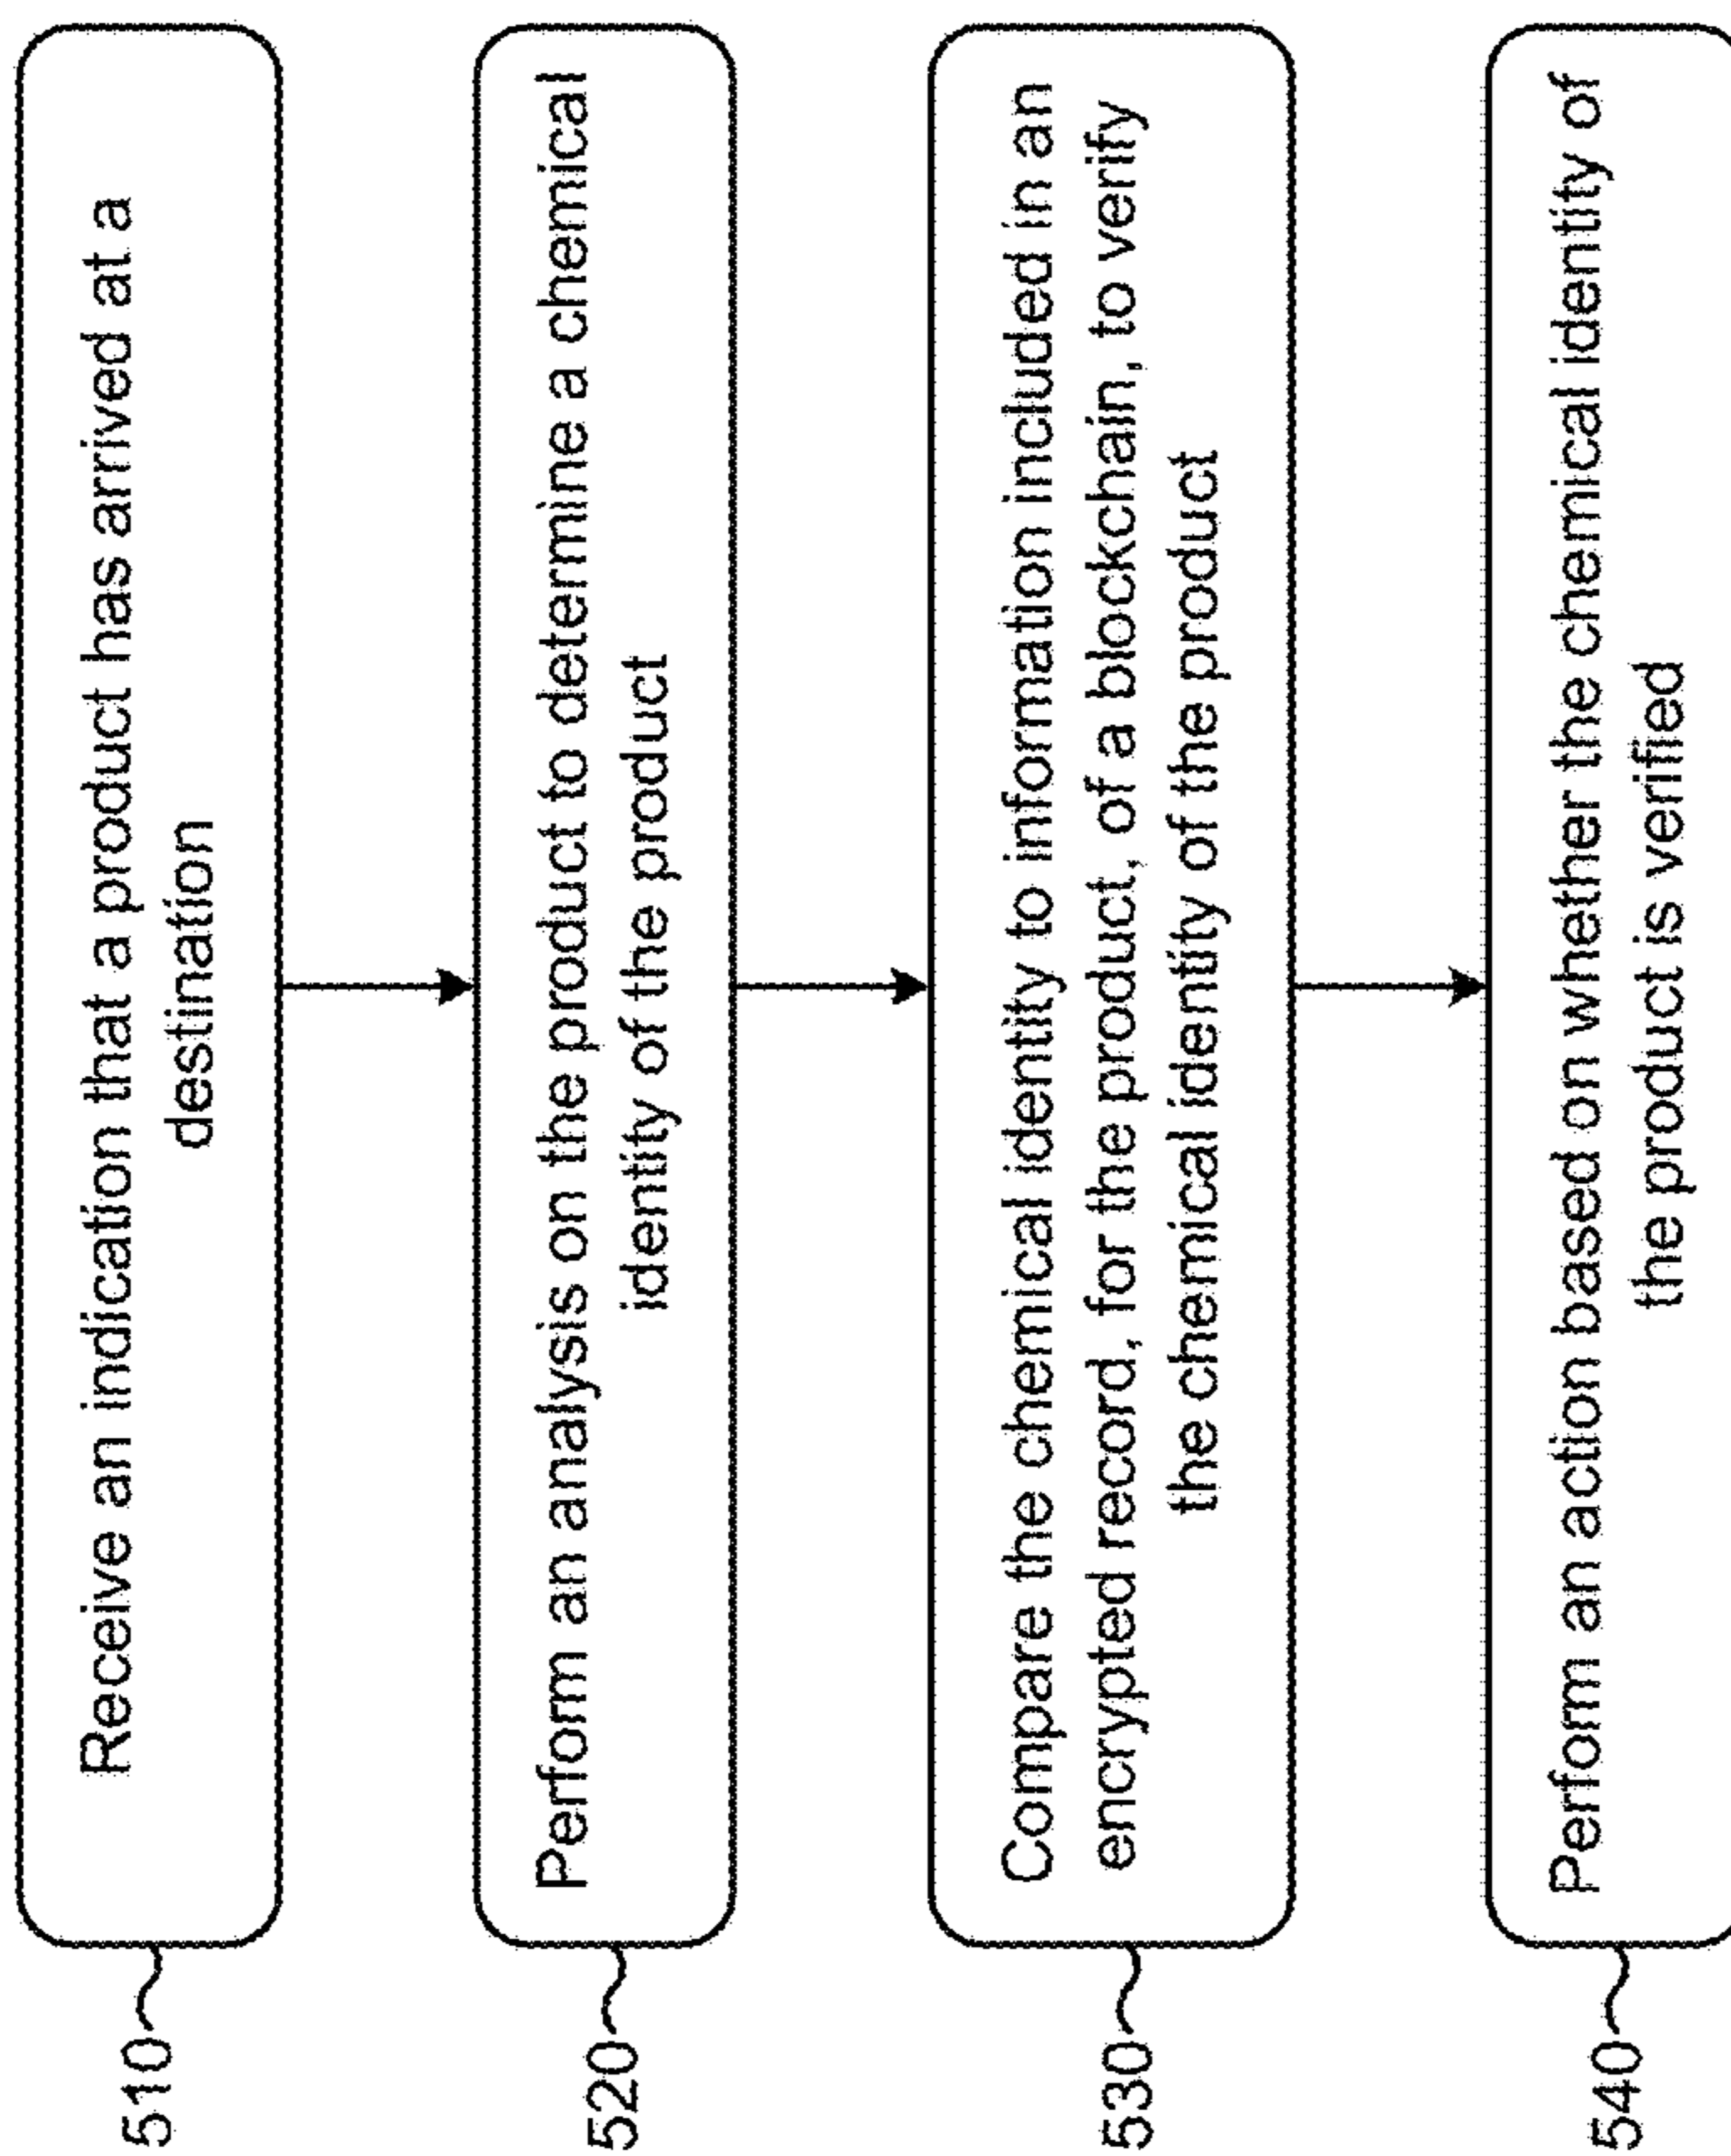 510
Receive an indication that a product has arrived at a
destination
520
Perform an analysis on the product to determine a chemical
identity of the product
530
Compare the chemical identity to information included in an
encrypted record, for the product, of a blockchain, to verify
the chemical identity of the product
540
Perform an action based on whether the chemical identity of
the product is verified